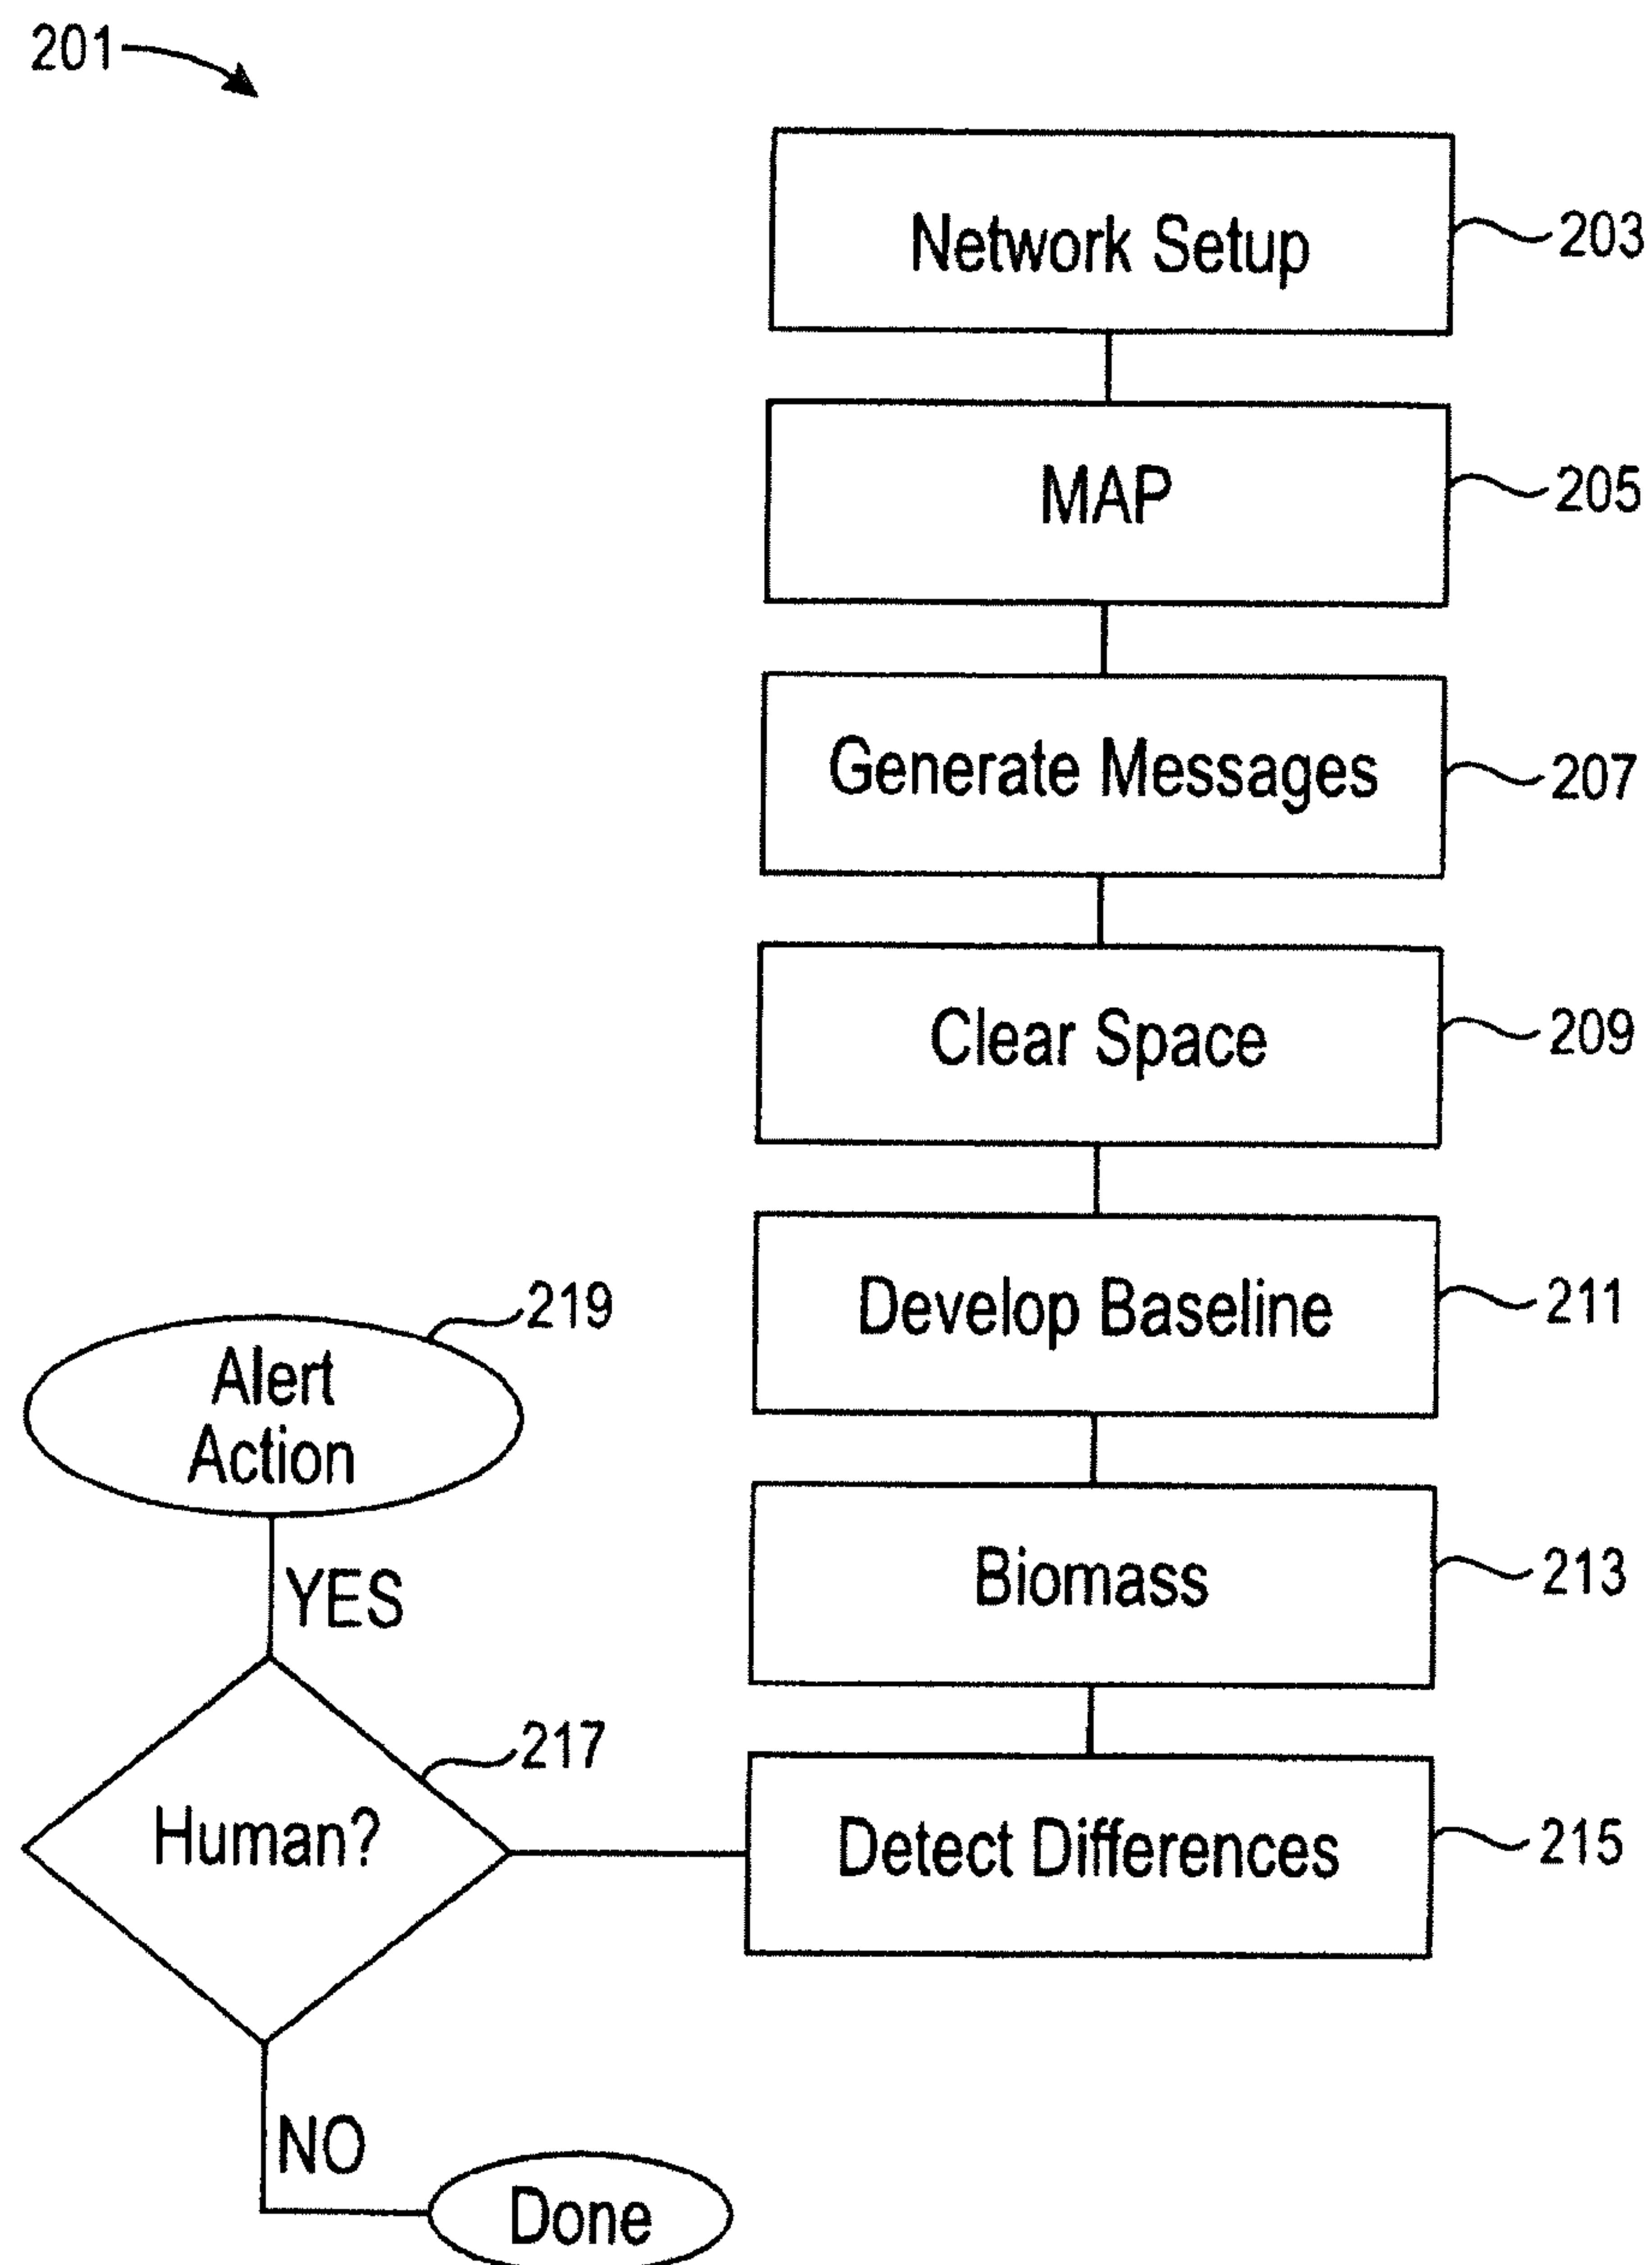 201
Network Setup
203
MAP
205
Generate Messages
207
Clear Space
209
Develop Baseline
211
219
Alert
Action
Biomass
213
YES
217
Human?
Detect Differences
215
NO
Done